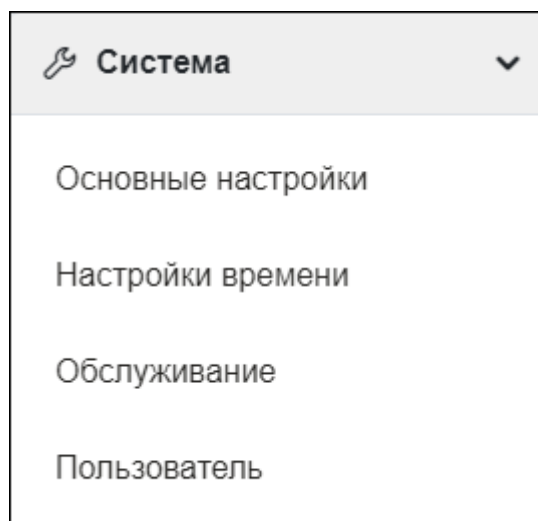 Система
Основные настройки
Настройки времени
Обслуживание
Пользователь